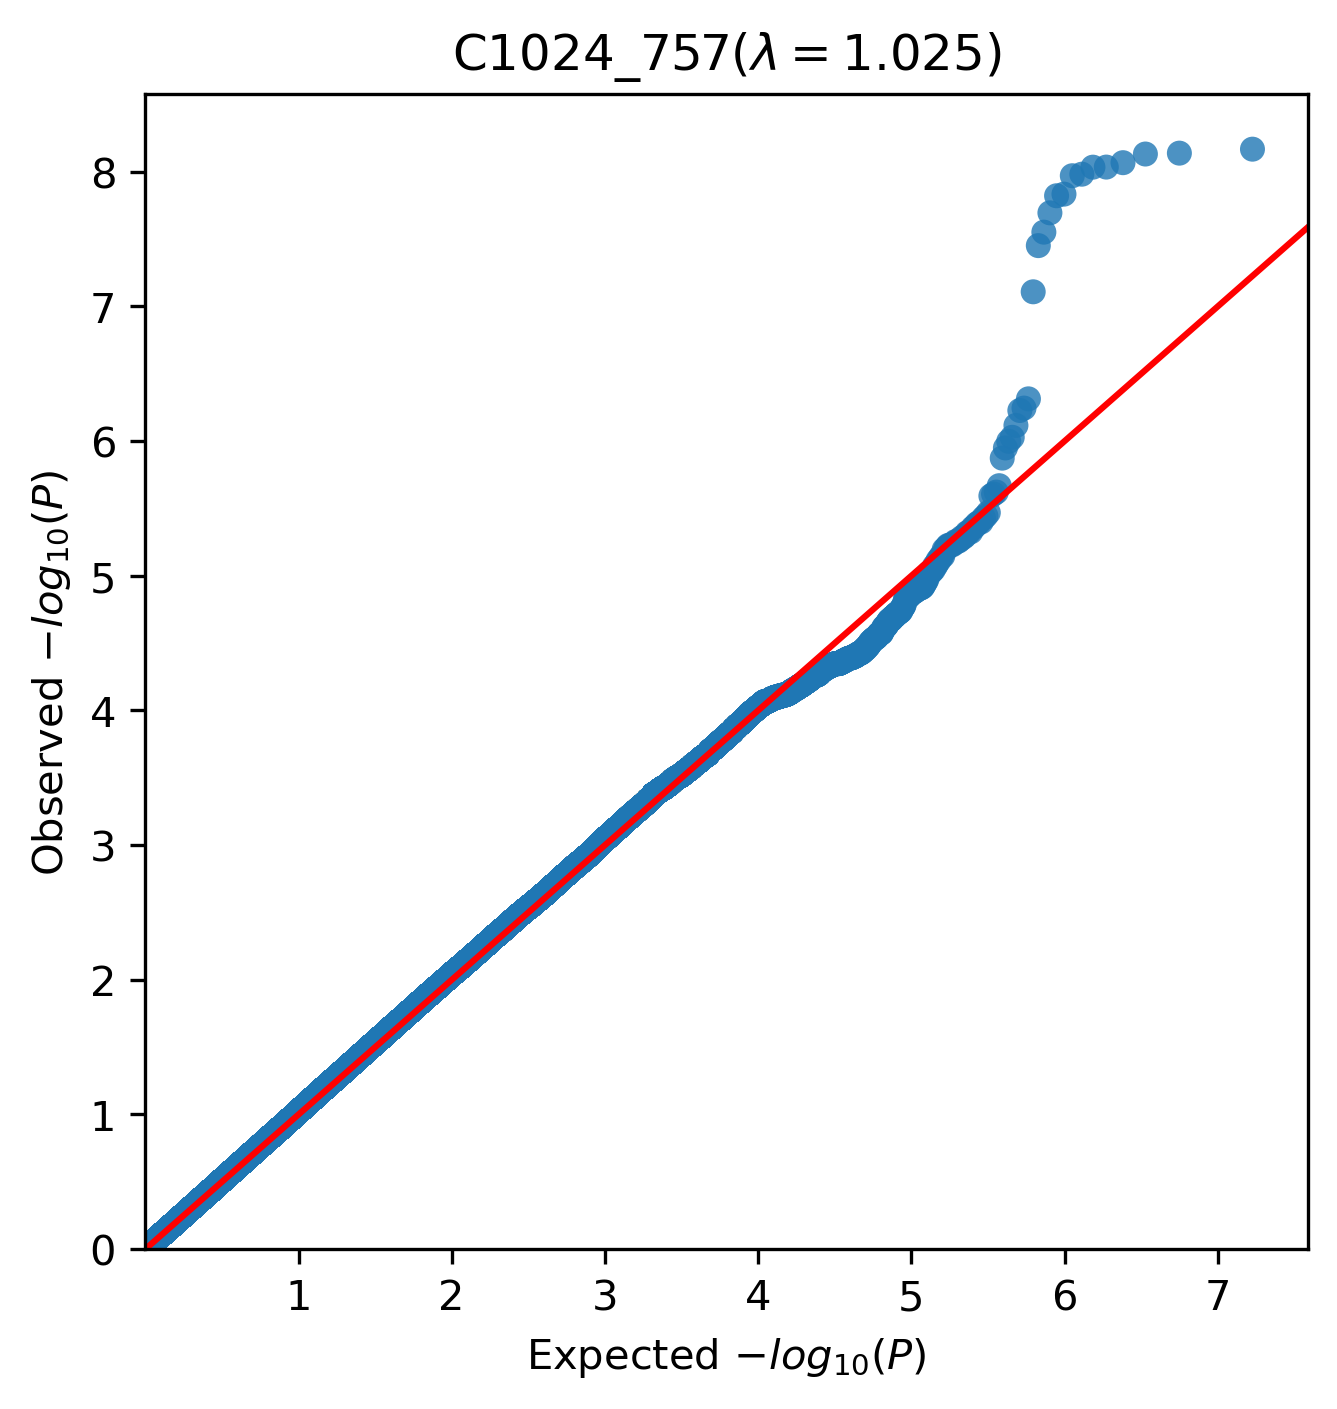 C1024_757(λ = 1.025)
8
7
6
5
4
3
2
1
0
Observed −log10(P)
1 2 3 4 5 6 7
Expected −log10(P)